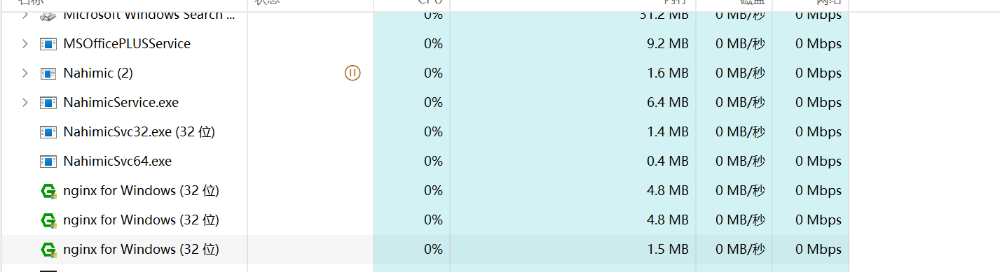 名称 状态 CPU 内存 磁盘 网络
Microsoft Windows Search ... 0% 31.2 MB 0 MB/秒 0 Mbps
MSOfficePLUSService 0% 9.2 MB 0 MB/秒 0 Mbps
Nahimic (2) 0% 1.6 MB 0 MB/秒 0 Mbps
NahimicService.exe 0% 6.4 MB 0 MB/秒 0 Mbps
NahimicSvc32.exe (32 位) 0% 1.4 MB 0 MB/秒 0 Mbps
NahimicSvc64.exe 0% 0.4 MB 0 MB/秒 0 Mbps
nginx for Windows (32 位) 0% 4.8 MB 0 MB/秒 0 Mbps
nginx for Windows (32 位) 0% 4.8 MB 0 MB/秒 0 Mbps
nginx for Windows (32 位) 0% 1.5 MB 0 MB/秒 0 Mbps